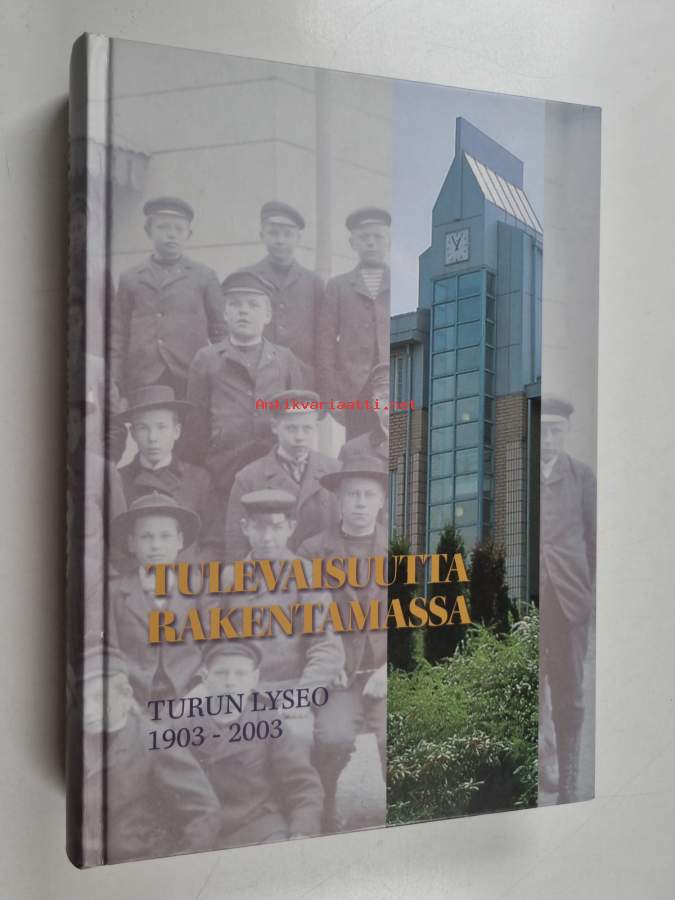 Antikvariaatti.net
TULEVAISUUTTA
RAKENTAMASSA
TURUN LYSEO
1903 - 2003